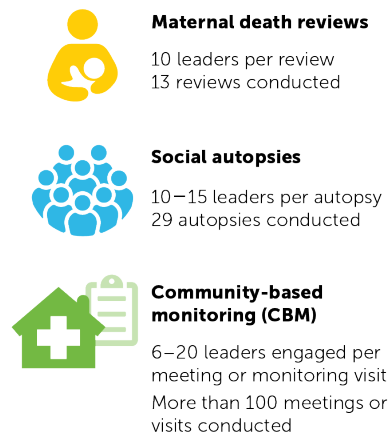 Maternal death reviews
10 leaders per review
13 reviews conducted
Social autopsies
10–15 leaders per autopsy
29 autopsies conducted
Community-based
monitoring (CBM)
6–20 leaders engaged per
meeting or monitoring visit
More than 100 meetings or
visits conducted